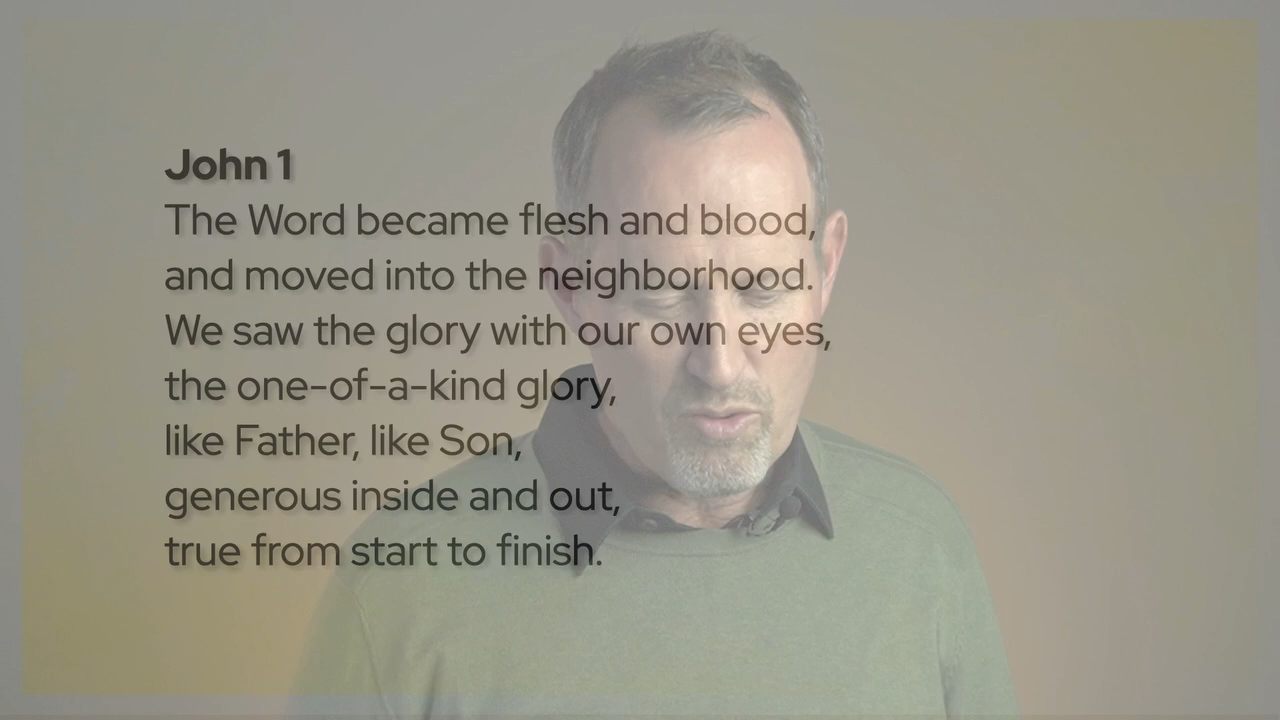 John 1
The Word became flesh and blood,
and moved into the neighborhood.
We saw the glory with our own eyes,
the one-of-a-kind glory,
like Father, like Son,
generous inside and out,
true from start to finish.